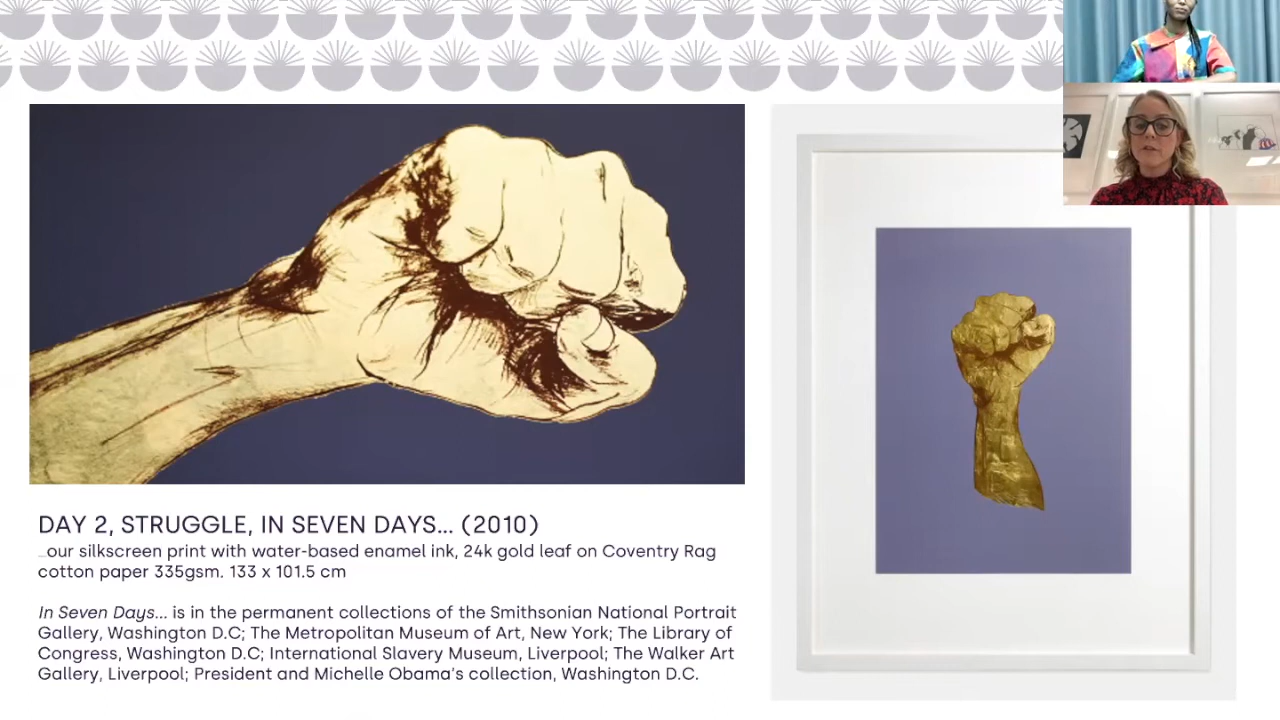 DAY 2, STRUGGLE, IN SEVEN DAYS... (2010)
...our silkscreen print with water-based enamel ink, 24k gold leaf on Coventry Rag
cotton paper 335gsm. 133 x 101.5 cm
In Seven Days... is in the permanent collections of the Smithsonian National Portrait
Gallery, Washington D.C; The Metropolitan Museum of Art, New York; The Library of
Congress, Washington D.C; International Slavery Museum, Liverpool; The Walker Art
Gallery, Liverpool; President and Michelle Obama's collection, Washington D.C.